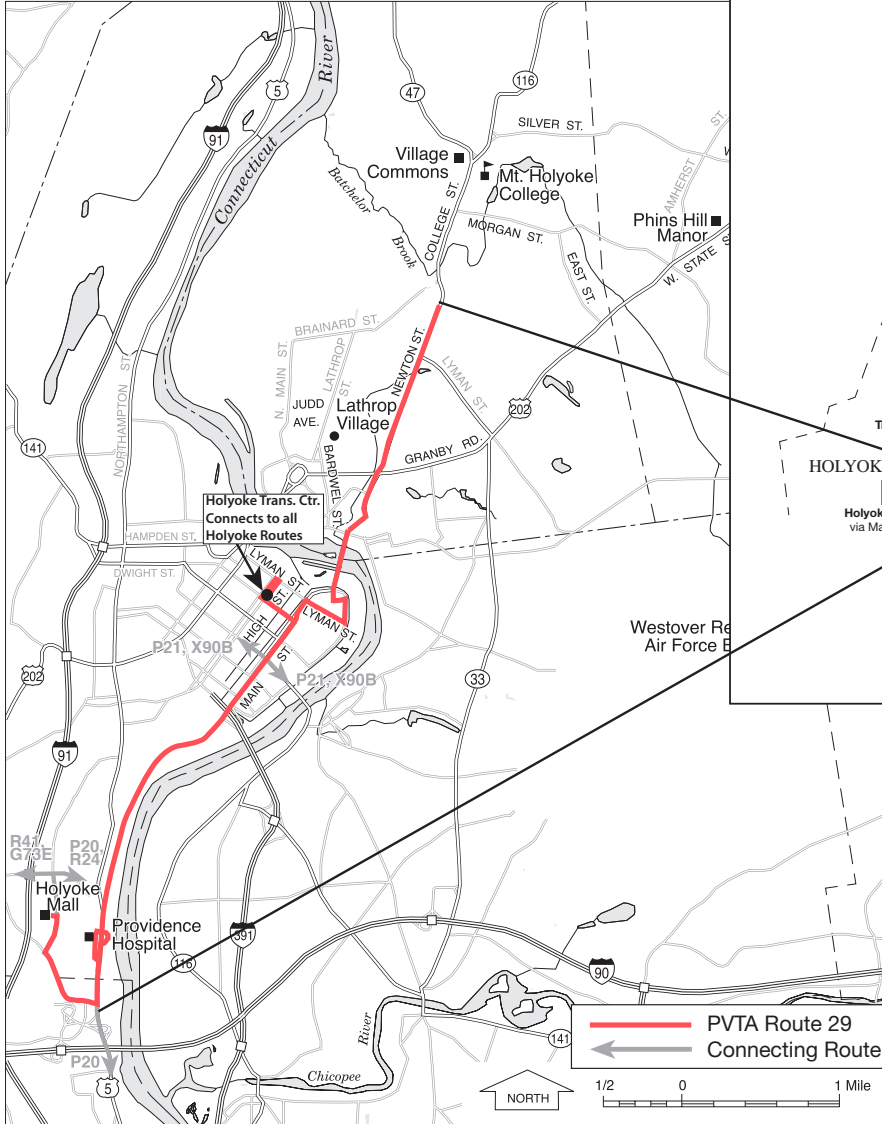 River
Connecticut
5
91
47
116
SILVER ST.
Village
Commons
Mt. Holyoke
College
COLLEGE ST.
MORGAN ST.
EAST ST.
AMHERST ST.
Phins Hill
Manor
W. STATE
Batchelor
Brook
BRAINARD ST.
N. MAIN ST.
LATHROP
ST.
NEWTON ST.
LYMAN ST.
JUDD
AVE.
Lathrop
Village
BARDWEL ST.
GRANBY RD.
202
NORTHAMPTON ST.
141
HOLYOK
Holyok
via Ma
Holyoke Trans. Ctr.
Connects to all
Holyoke Routes
HAMPDEN ST.
DWIGHT ST.
LYMAN ST.
HIGH ST.
LYMAN ST.
MAIN ST.
P21, X90B
P21, X90B
Westover Re
Air Force
202
33
91
R41,
G73E
P20,
R24
Holyoke
Mall
Providence
Hospital
391
116
90
River
Chicopee
141
P20
5
PVTA Route 29
Connecting Route
NORTH
1/2 0 1 Mile